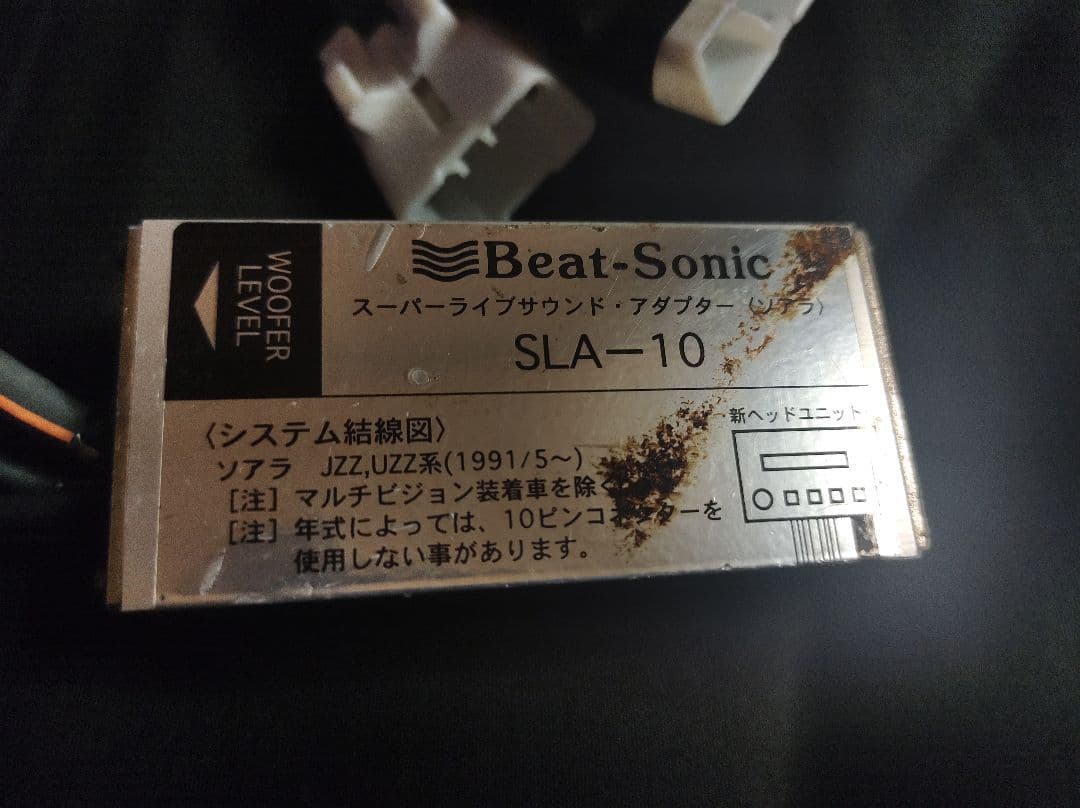 WOOFER
LEVEL
Beat-Sonic
スーパーライブサウンド・アダプター〈ソアラ〉
SLA-10
〈システム結線図〉
新ヘッドユニット
ソアラ JZZ,UZZ系(1991/5〜)
[注] マルチビジョン装着車を除く
[注] 年式によっては、10ピンコネクターを
使用しない事があります。